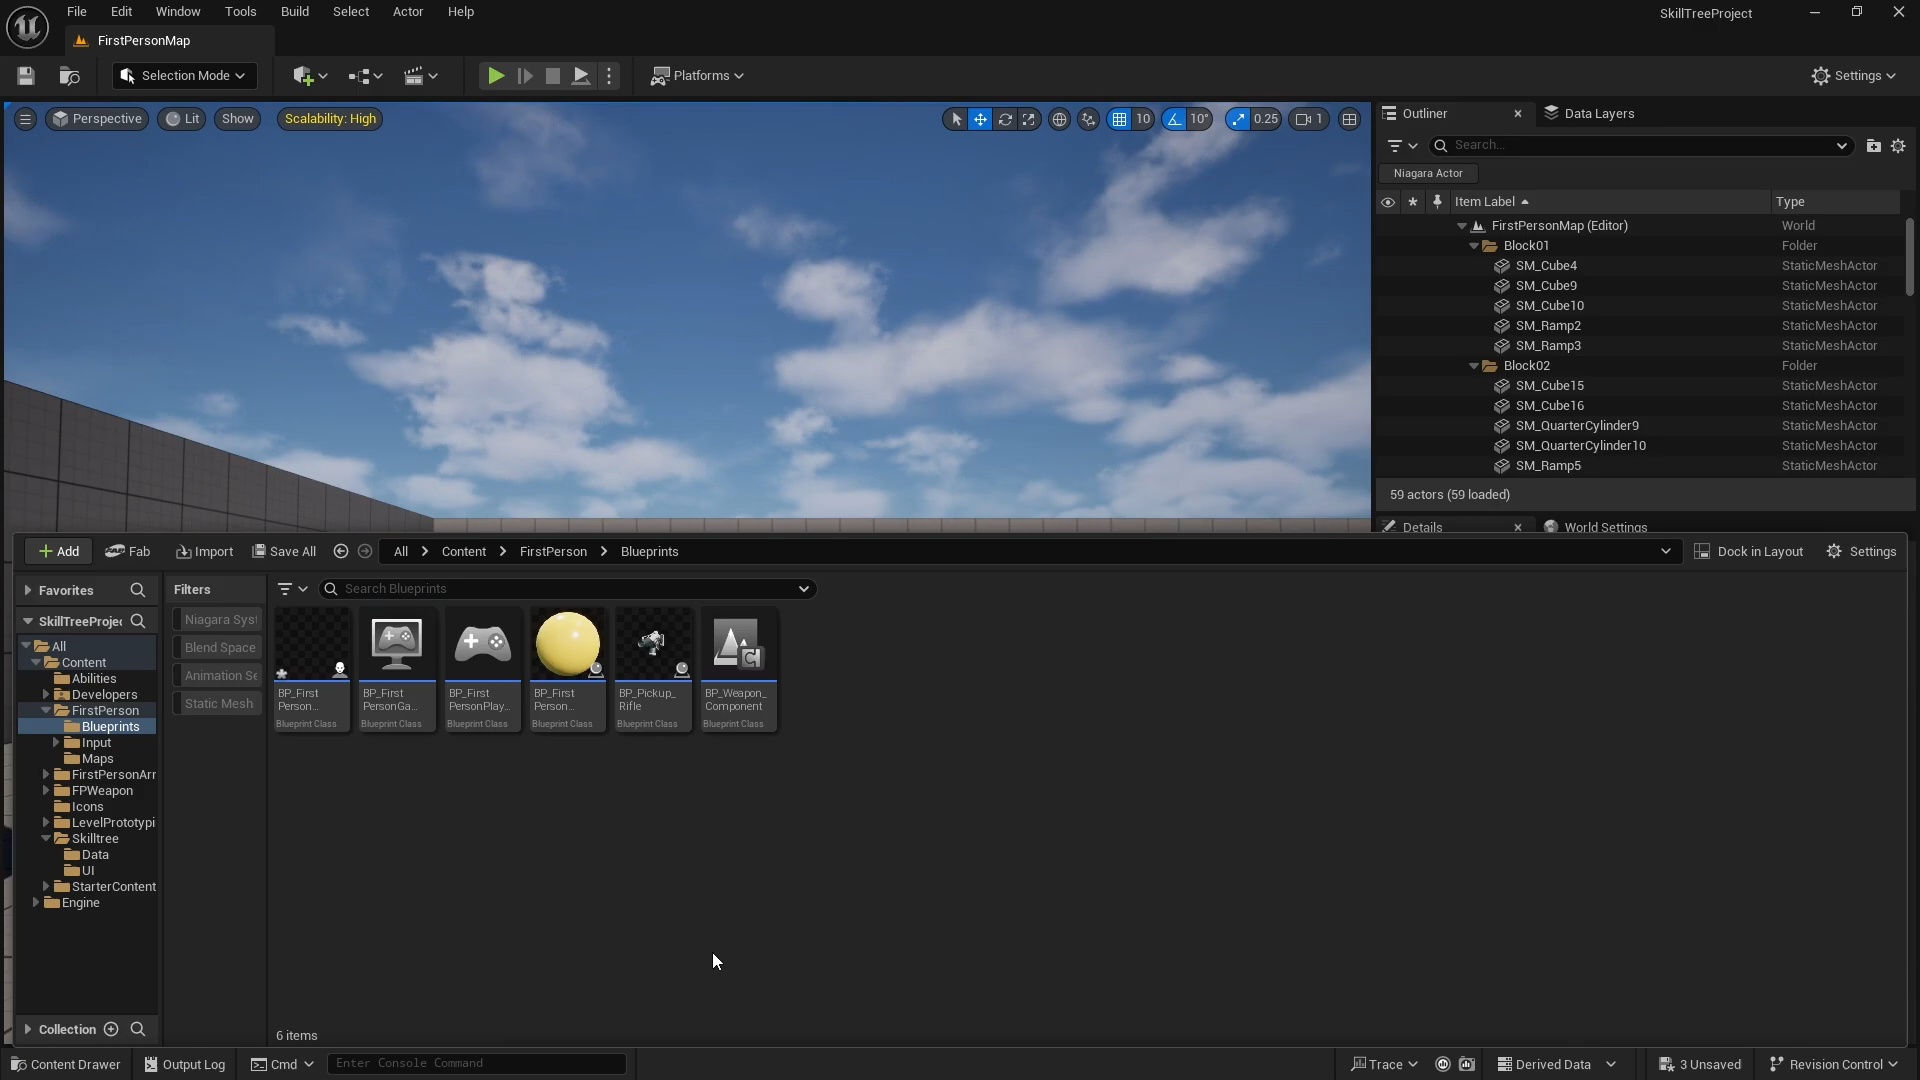 File Edit Window Tools Build Select Actor Help
SkillTreeProject
FirstPersonMap
Selection Mode
Platforms
Settings
Perspective Lit Show Scalability: High
10 10° 0.25 1
Outliner
Data Layers
Search...
Niagara Actor
Item Label Type
FirstPersonMap (Editor) World
Block01 Folder
SM_Cube4 StaticMeshActor
SM_Cube9 StaticMeshActor
SM_Cube10 StaticMeshActor
SM_Ramp2 StaticMeshActor
SM_Ramp3 StaticMeshActor
Block02 Folder
SM_Cube15 StaticMeshActor
SM_Cube16 StaticMeshActor
SM_QuarterCylinder9 StaticMeshActor
SM_QuarterCylinder10 StaticMeshActor
SM_Ramp5 StaticMeshActor
59 actors (59 loaded)
Details World Settings
Add Fab Import Save All All Content FirstPerson Blueprints Dock in Layout Settings
Favorites
SkillTreeProjec
All
Content
Abilities
Developers
FirstPerson
Blueprints
Input
Maps
FirstPersonArr
FPWeapon
Icons
LevelPrototypi
Skilltree
Data
UI
StarterContent
Engine
Collection
Filters
Niagara Sys
Blend Space
Animation Se
Static Mesh
Search Blueprints
BP_First
Person...
Blueprint Class
BP_First
PersonGa...
Blueprint Class
BP_First
PersonPlay...
Blueprint Class
BP_First
Person...
Blueprint Class
BP_Pickup_
Rifle
Blueprint Class
BP_Weapon_
Component
Blueprint Class
6 items
Content Drawer Output Log Cmd Enter Console Command Trace Derived Data 3 Unsaved Revision Control